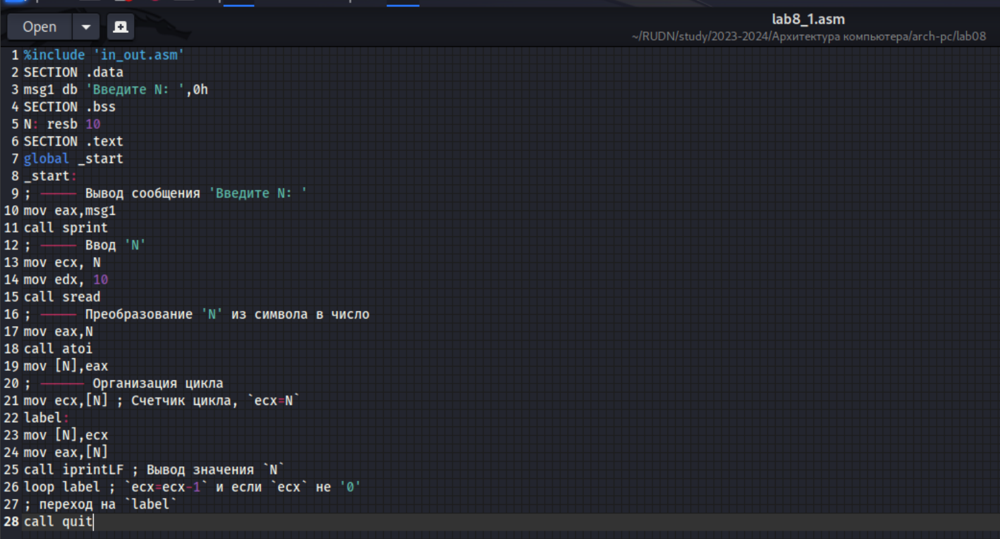 Open
lab8_1.asm
~/RUDN/study/2023-2024/Архитектура компьютера/arch-pc/lab08
1 %include 'in_out.asm'
2 SECTION .data
3 msg1 db 'Введите N: ',0h
4 SECTION .bss
5 N: resb 10
6 SECTION .text
7 global _start
8 _start:
9 ; ----- Вывод сообщения 'Введите N: '
10 mov eax,msg1
11 call sprint
12 ; ----- Ввод 'N'
13 mov ecx, N
14 mov edx, 10
15 call sread
16 ; ----- Преобразование 'N' из символа в число
17 mov eax,N
18 call atoi
19 mov [N],eax
20 ; ------ Организация цикла
21 mov ecx,[N] ; Счетчик цикла, `ecx=N`
22 label:
23 mov [N],ecx
24 mov eax,[N]
25 call iprintLF ; Вывод значения `N`
26 loop label ; `ecx=ecx-1` и если `ecx` не '0'
27 ; переход на `label`
28 call quit